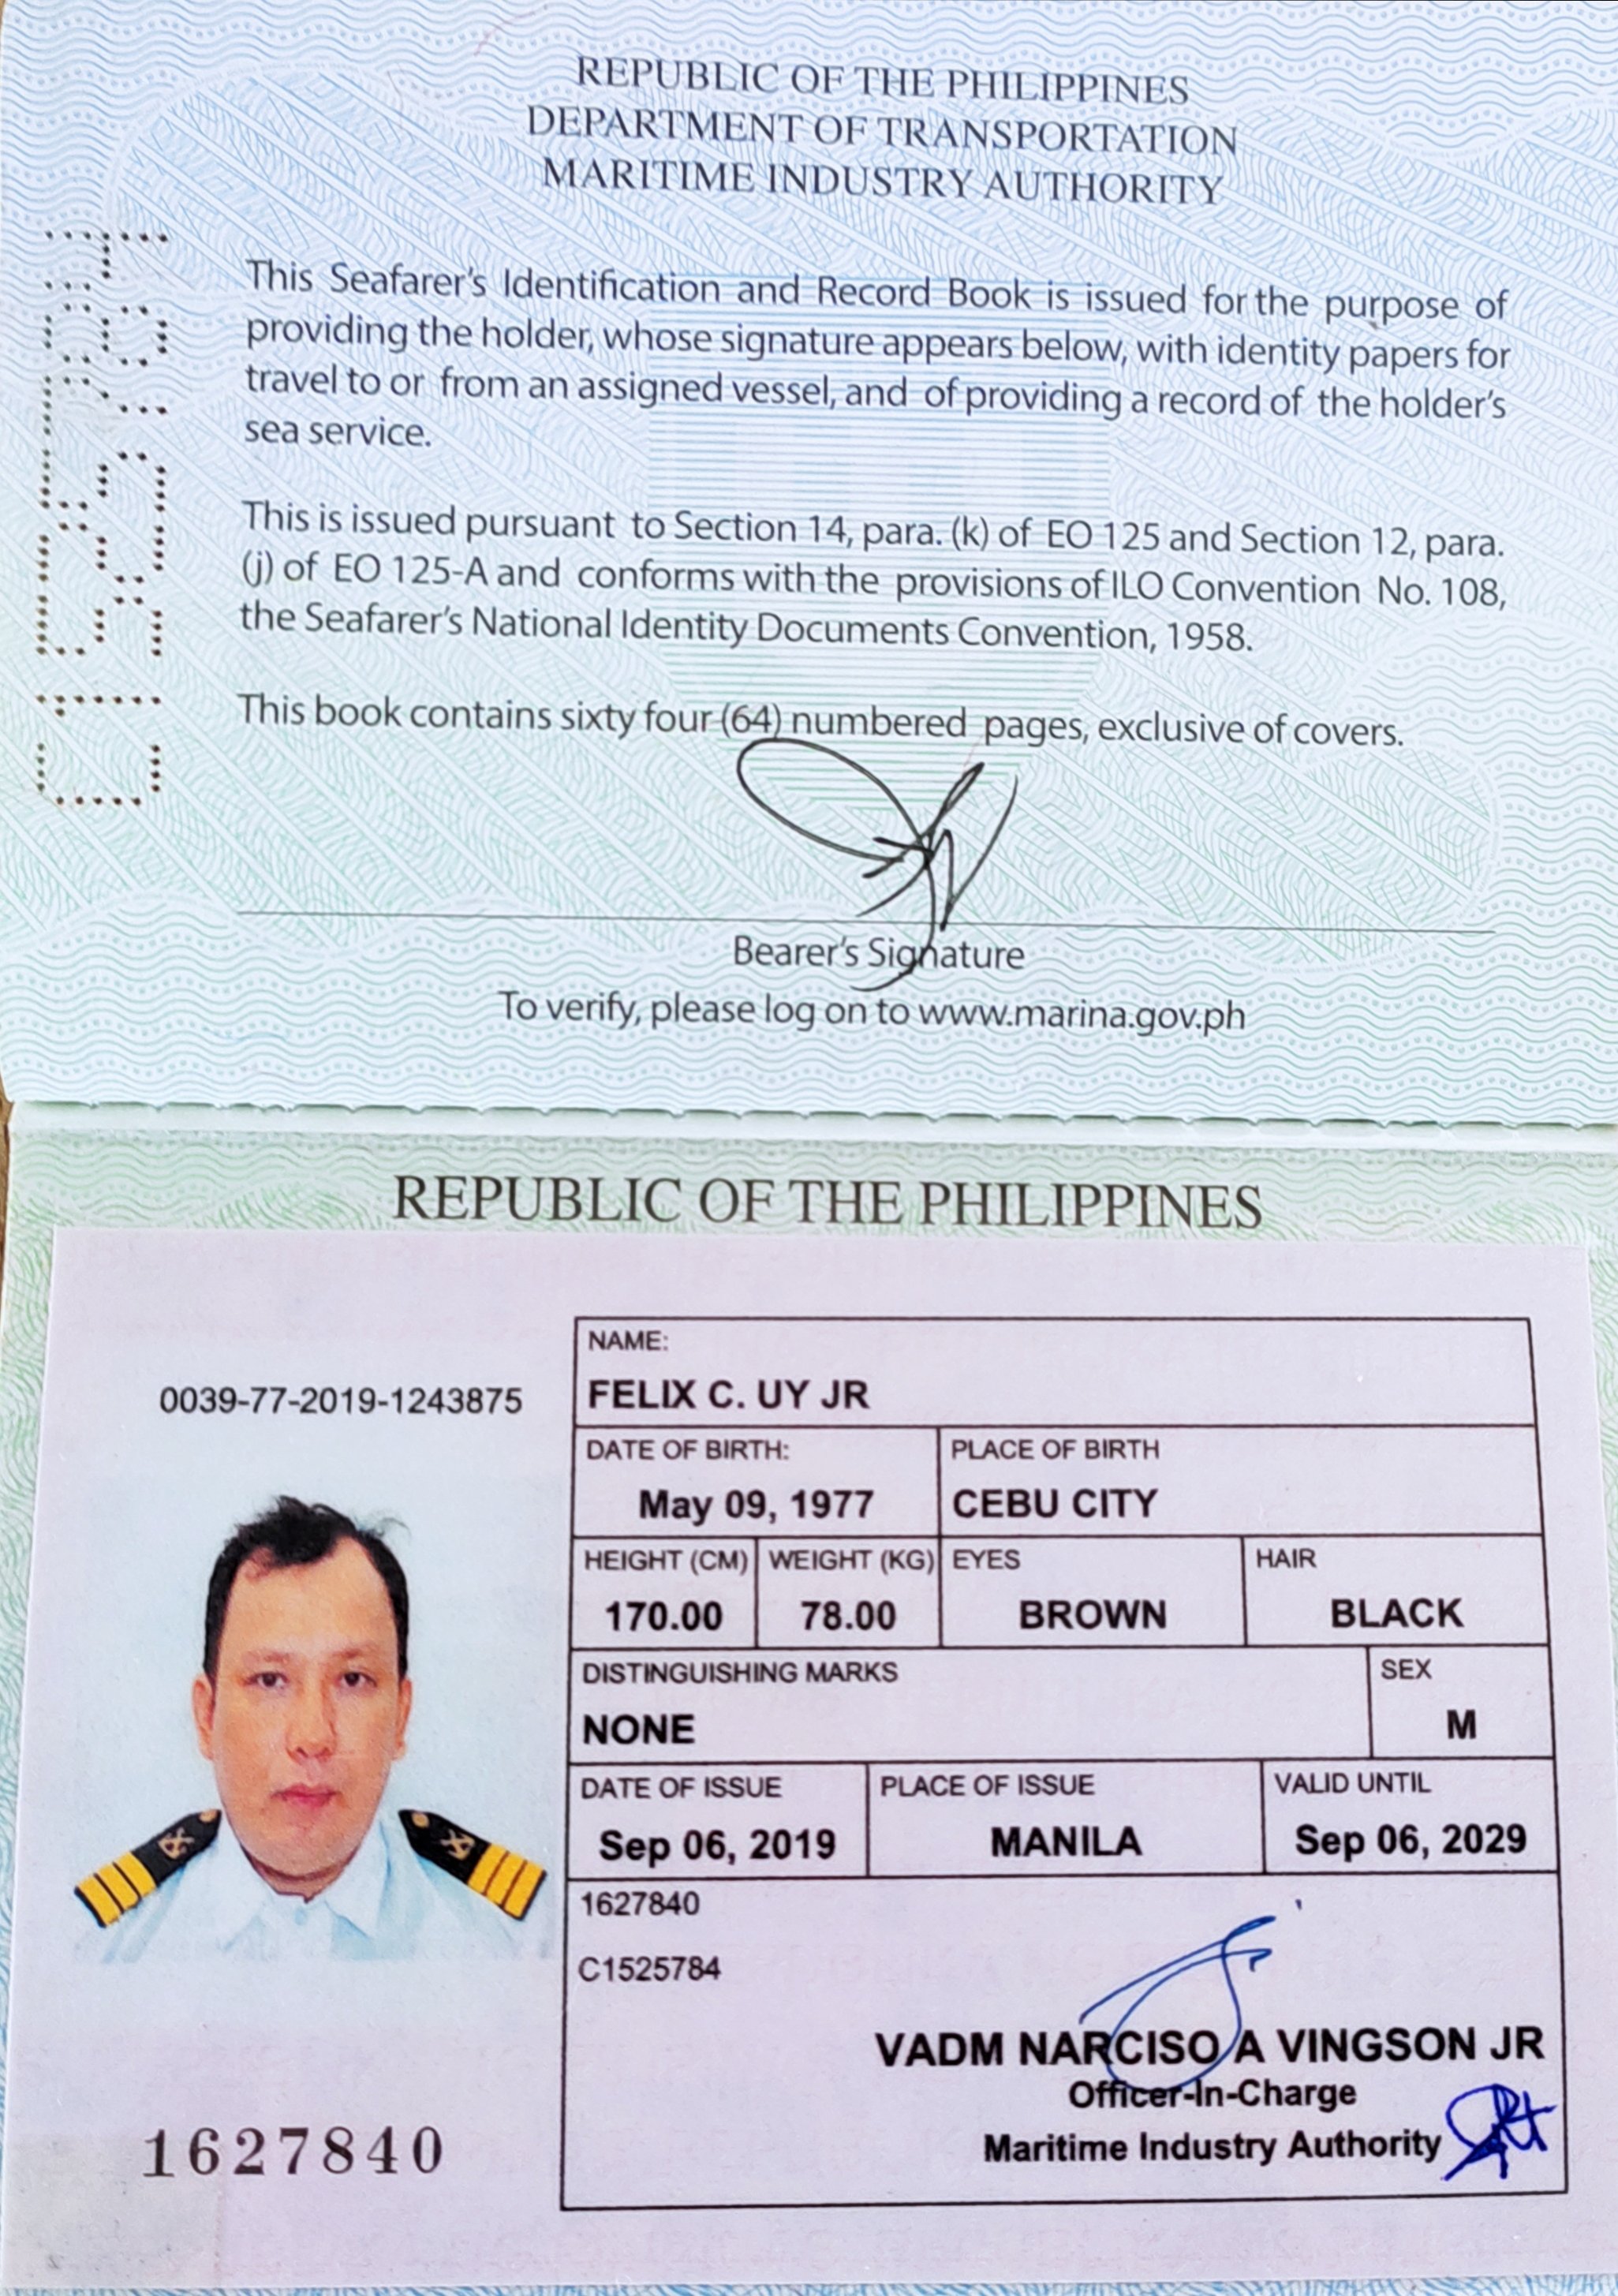 REPUBLIC OF THE PHILIPPINES
DEPARTMENT OF TRANSPORTATION
MARITIME INDUSTRY AUTHORITY
This Seafarer's Identification and Record Book is issued for the purpose of
providing the holder, whose signature appears below, with identity papers for
travel to or from an assigned vessel, and of providing a record of the holder's
sea service.
This is issued pursuant to Section 14, para. (k) of EO 125 and Section 12, para.
(j) of EO 125-A and conforms with the provisions of ILO Convention No. 108,
the Seafarer's National Identity Documents Convention, 1958.
This book contains sixty four (64) numbered pages, exclusive of covers.
Bearer's Signature
To verify, please log on to www.marina.gov.ph
REPUBLIC OF THE PHILIPPINES
0039-77-2019-1243875
NAME:
FELIX C. UY JR
DATE OF BIRTH: PLACE OF BIRTH
May 09, 1977 CEBU CITY
HEIGHT (CM) WEIGHT (KG) EYES HAIR
170.00 78.00 BROWN BLACK
DISTINGUISHING MARKS SEX
NONE M
DATE OF ISSUE PLACE OF ISSUE VALID UNTIL
Sep 06, 2019 MANILA Sep 06, 2029
1627840
C1525784
VADM NARCISO A VINGSON JR
Officer-In-Charge
Maritime Industry Authority
1627840